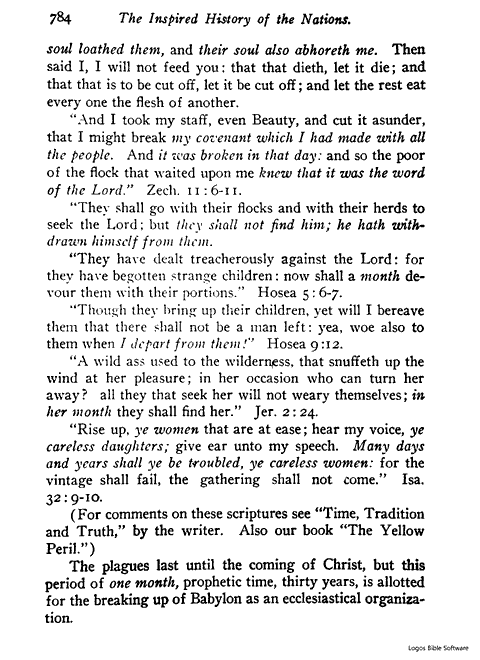 784 The Inspired History of the Nations.
soul loathed them, and their soul also abhoreth me. Then
said I, I will not feed you: that that dieth, let it die; and
that that is to be cut off, let it be cut off; and let the rest eat
every one the flesh of another.
"And I took my staff, even Beauty, and cut it asunder,
that I might break my covenant which I had made with all
the people. And it was broken in that day: and so the poor
of the flock that waited upon me knew that it was the word
of the Lord." Zech. 11:6-11.
"They shall go with their flocks and with their herds to
seek the Lord; but they shall not find him; he hath with-
drawn himself from them.
"They have dealt treacherously against the Lord: for
they have begotten strange children: now shall a month de-
vour them with their portions." Hosea 5:6-7.
"Though they bring up their children, yet will I bereave
them that there shall not be a man left: yea, woe also to
them when I depart from them!" Hosea 9:12.
"A wild ass used to the wilderness, that snuffeth up the
wind at her pleasure; in her occasion who can turn her
away? all they that seek her will not weary themselves; in
her month they shall find her." Jer. 2:24.
"Rise up, ye women that are at ease; hear my voice, ye
careless daughters; give ear unto my speech. Many days
and years shall ye be troubled, ye careless women: for the
vintage shall fail, the gathering shall not come." Isa.
32:9-10.
(For comments on these scriptures see "Time, Tradition
and Truth," by the writer. Also our book "The Yellow
Peril.")
The plagues last until the coming of Christ, but this
period of one month, prophetic time, thirty years, is allotted
for the breaking up of Babylon as an ecclesiastical organiza-
tion.
Logos Bible Software